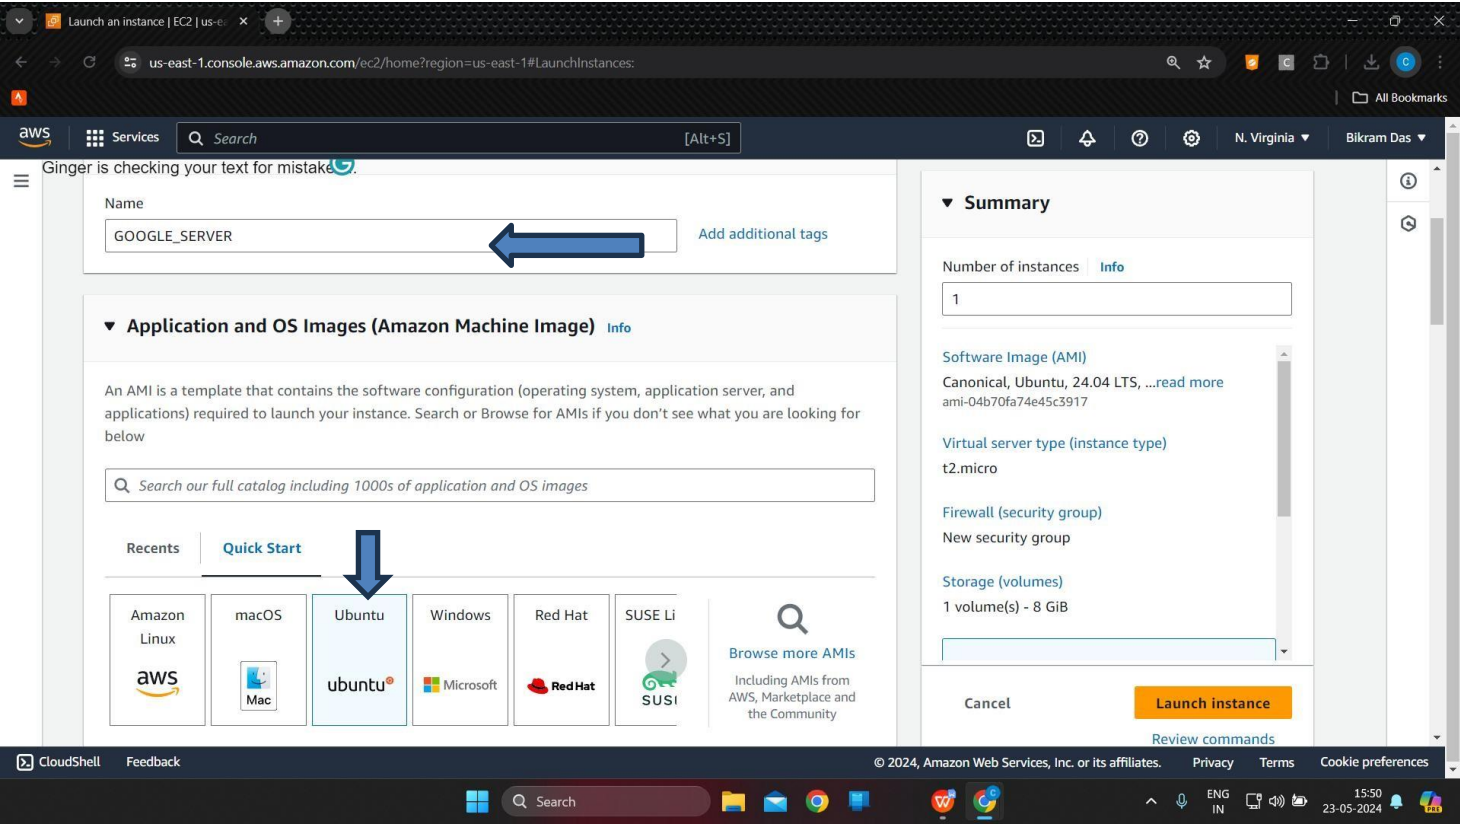 Launch an instance | EC2 | us-e
us-east-1.console.aws.amazon.com/ec2/home?region=us-east-1#LaunchInstances:
C
C
All Bookmarks
aws
Services
Search
[Alt+S]
N. Virginia
Bikram Das
Ginger is checking your text for mistake
Name
GOOGLE_SERVER
Add additional tags
Application and OS Images (Amazon Machine Image) Info
An AMI is a template that contains the software configuration (operating system, application server, and
applications) required to launch your instance. Search or Browse for AMIs if you don't see what you are looking for
below
Search our full catalog including 1000s of application and OS images
Recents
Quick Start
Amazon
Linux
aws
macOS
Mac
Ubuntu
ubuntu
Windows
Microsoft
Red Hat
RedHat
SUSE Li
SUS
Browse more AMIs
Including AMIs from
AWS, Marketplace and
the Community
Summary
Number of instances Info
1
Software Image (AMI)
Canonical, Ubuntu, 24.04 LTS, ...read more
ami-04b70fa74e45c3917
Virtual server type (instance type)
t2.micro
Firewall (security group)
New security group
Storage (volumes)
1 volume(s) - 8 GiB
Cancel
Launch instance
Review commands
CloudShell
Feedback
© 2024, Amazon Web Services, Inc. or its affiliates.
Privacy
Terms
Cookie preferences
Search
ENG
IN
15:50
23-05-2024
PRE